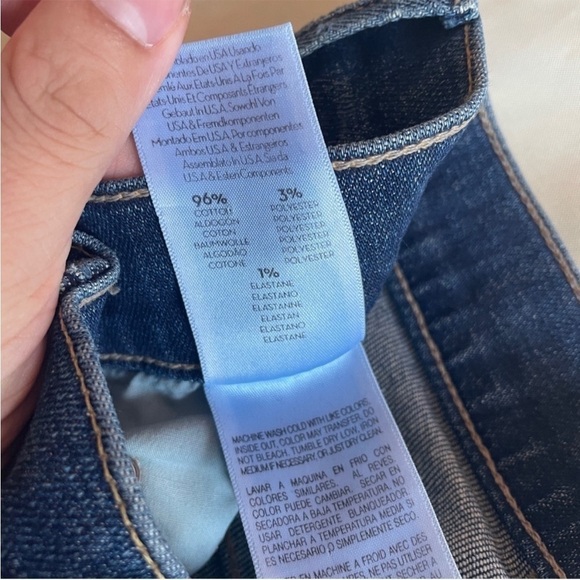 USA USANDO
DE USA Y EXTRANJEROS
AUX ETATS-UNIS A LA FOIS PAR
ETATS-UNIS ET COMPOSANTS ETRANGERS
GEBAUT IN U.S.A. SOWOHL VON
USA & FREMDKOMPONENTEN
MONTADO EM U.S.A. POR COMPONENTES
AMBOS U.S.A. & ESTRANGEIROS
ASSEMBLATO IN U.S.A. SIA DA
U.S.A. & ESTEN COMPONENTS
96%
COTTON
ALGODÓN
COTON
BAUMWOLLE
ALGODÃO
COTONE
3%
POLYESTER
POLYESTER
POLYESTER
POLYESTER
POLYESTER
POLYESTER
1%
ELASTANE
ELASTANO
ELASTHANNE
ELASTAN
ELASTANO
ELASTANE
MACHINE WASH COLD WITH LIKE COLORS,
INSIDE OUT. COLOR MAY TRANSFER. DO
NOT BLEACH. TUMBLE DRY LOW. IRON
MEDIUM IF NECESSARY, OR JUST DRY CLEAN.
LAVAR A MAQUINA EN FRIO CON
COLORES SIMILARES, AL REVES.
COLOR PUEDE CAMBIAR. SECAR EN
SECADORA A BAJA TEMPERATURA NO
USAR DETERGENTE BLANQUEADOR.
PLANCHAR A TEMPERATURA MEDIA SI
ES NECESARIO O SIMPLEMENTE SECO.
EN MACHINE A FROID AVEC DES
NE PAS UTILISER